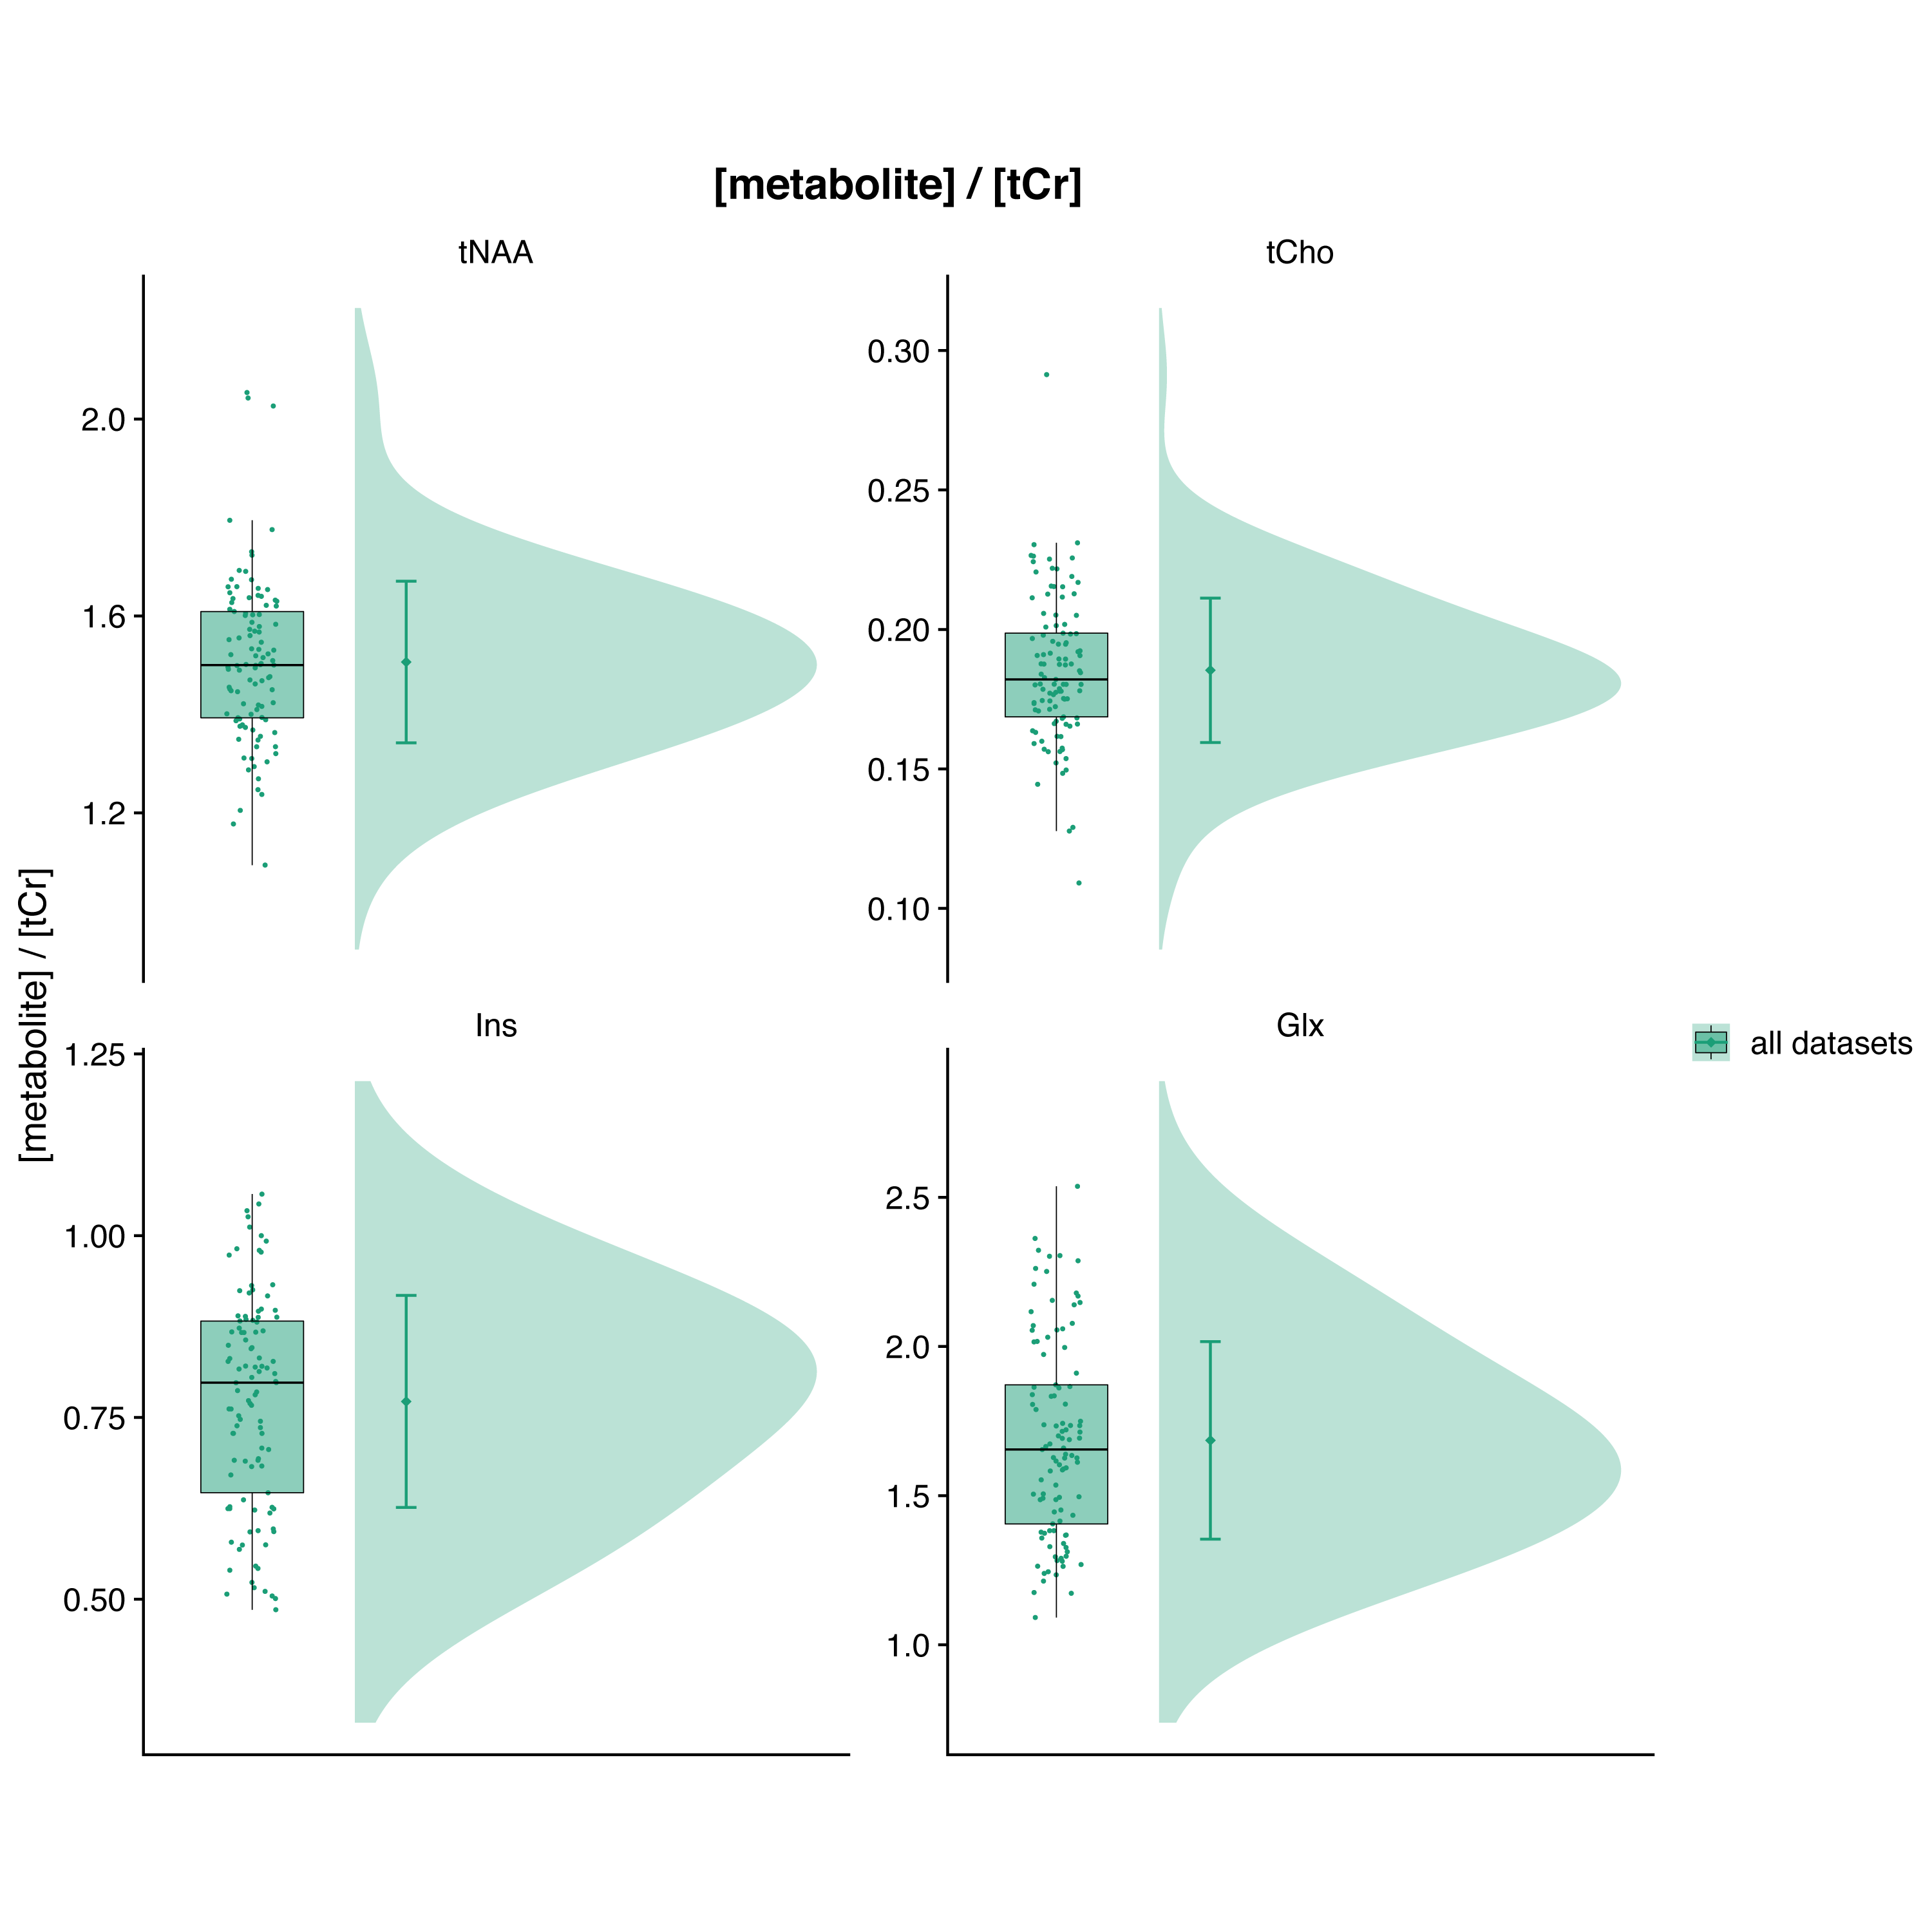 [metabolite] / [tCr]
tNAA
tCho
2.0
1.6
1.2
0.30
0.25
0.20
0.15
0.10
[metabolite] / [tCr]
Ins
Glx
1.25
1.00
0.75
0.50
2.5
2.0
1.5
1.0
all datasets